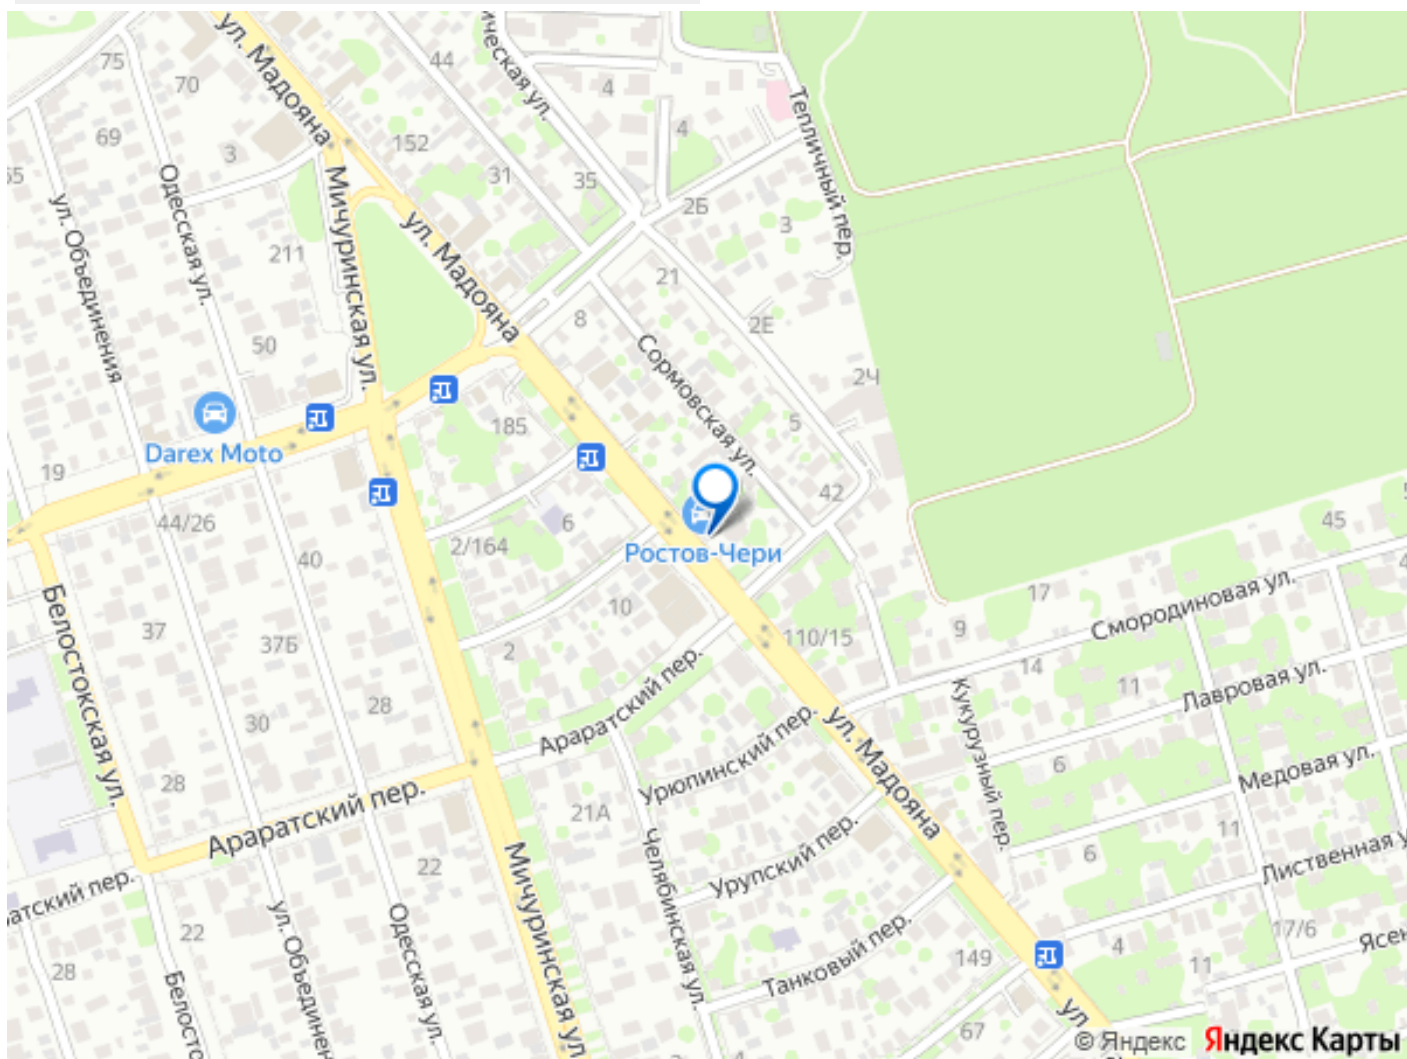 ул. Мадояна
ическая ул.
44
75
70
4
Тепличный пер.
69
152
4
3
31
35
55
Одесская ул.
Мичуринская ул.
2Б
3
ул. Объединения
ул. Мадояна
211
21
8
2Е
50
Сормовская ул.
2Ч
185
5
Darex Moto
19
42
44/26
6
2/164
45
Ростов-Чери
40
Белостокская ул.
10
17
Смородиновая ул.
37
37Б
2
110/15
9
14
11
Лавровая ул.
Араратский пер.
Кукурузный пер.
28
30
Урюпинский пер.
ул. Мадояна
6
Медовая ул.
28
Араратский пер.
21А
Челябинская ул.
11
6
Лиственная у
Урупский пер.
22
Мичуринская ул
атский пер.
ул. Объединен
Одесская ул.
22
Танковый пер.
4
17/6
Ясен
28
149
11
Белосто
67
ул
© Яндекс Яндекс Карты